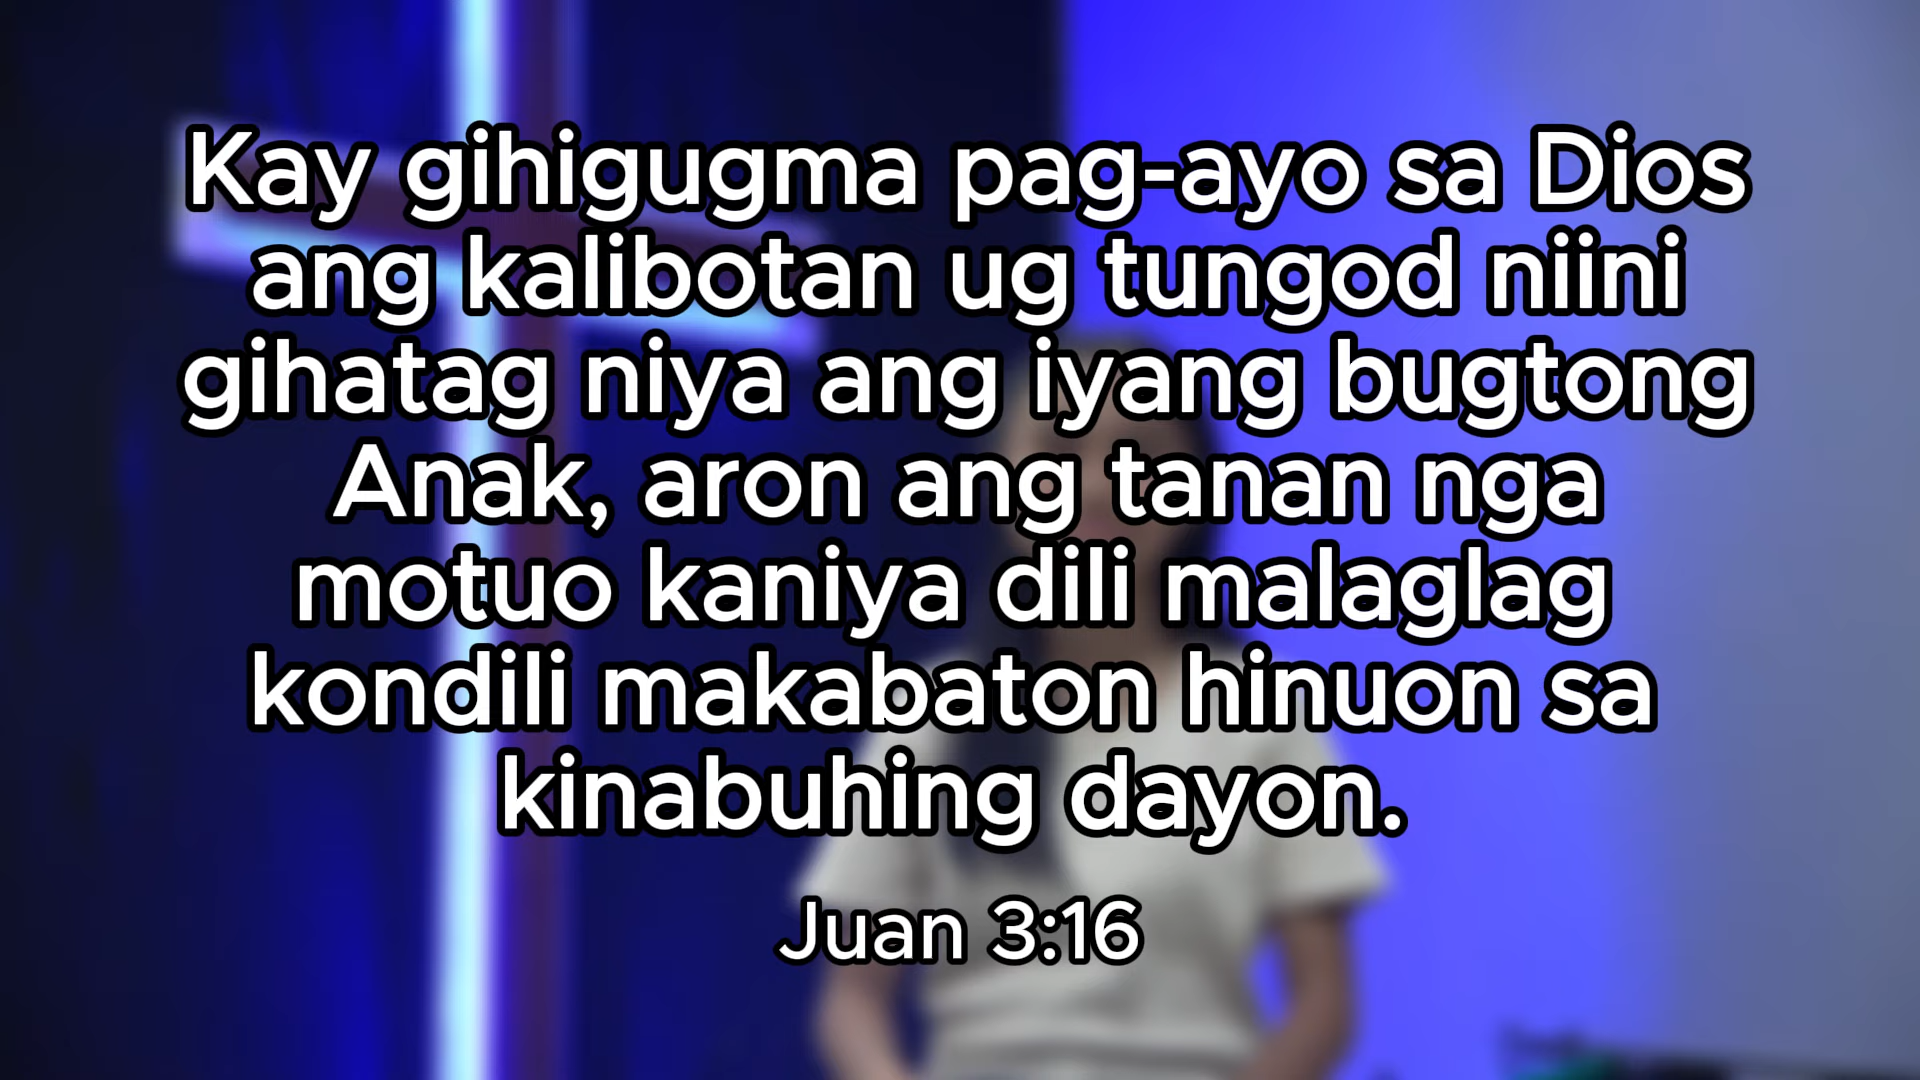 Kay gihigugma pag-ayo sa Dios
ang kalibotan ug tungod niini
gihatag niya ang iyang bugtong
Anak, aron ang tanan nga
motuo kaniya dili malaglag
kondili makabaton hinuon sa
kinabuhing dayon.
Juan 3:16